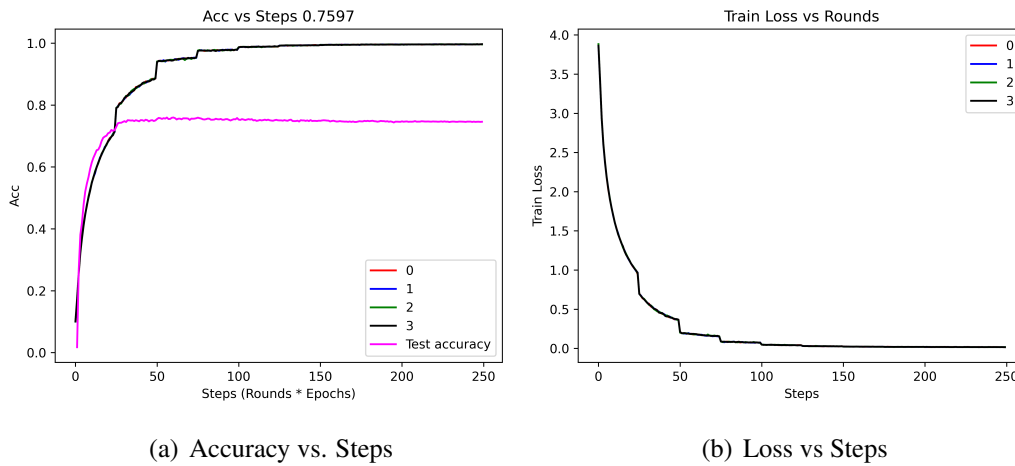 Acc vs Steps 0.7597
Acc
1.0
0.8
0.6
0.4
0.2
0.0
0
1
2
3
Test accuracy
0 50 100 150 200 250
Steps (Rounds * Epochs)
(a) Accuracy vs. Steps
Train Loss vs Rounds
Train Loss
4.0
3.5
3.0
2.5
2.0
1.5
1.0
0.5
0.0
0
1
2
3
0 50 100 150 200 250
Steps
(b) Loss vs Steps